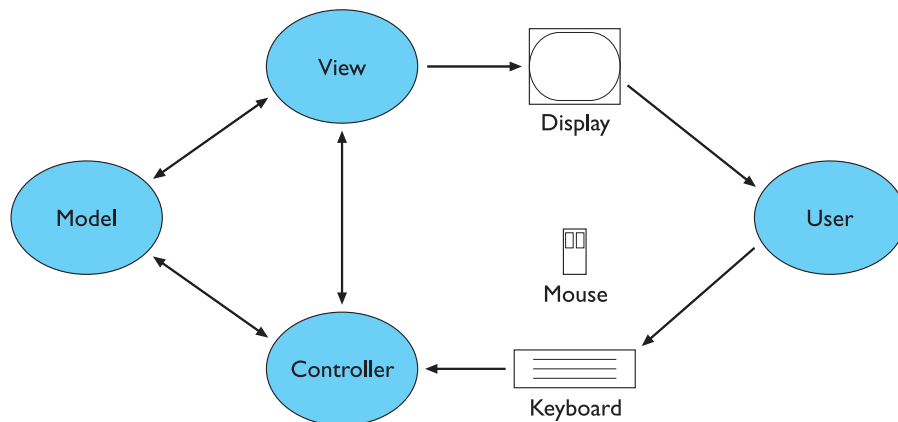 View
Display
Model
User
Mouse
Controller
Keyboard